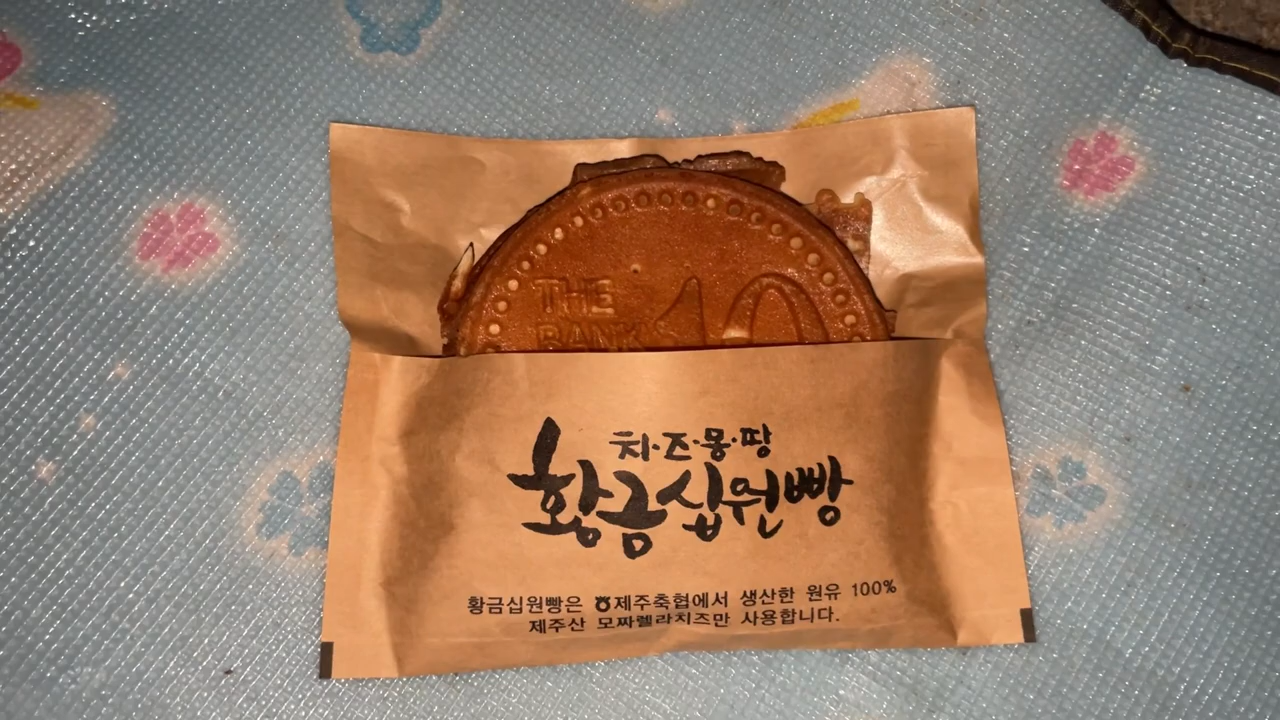 THE 10
BANK
치·즈·몽·땅
황금십원빵
황금십원빵은 제주축협에서 생산한 원유 100%
제주산 모짜렐라치즈만 사용합니다.